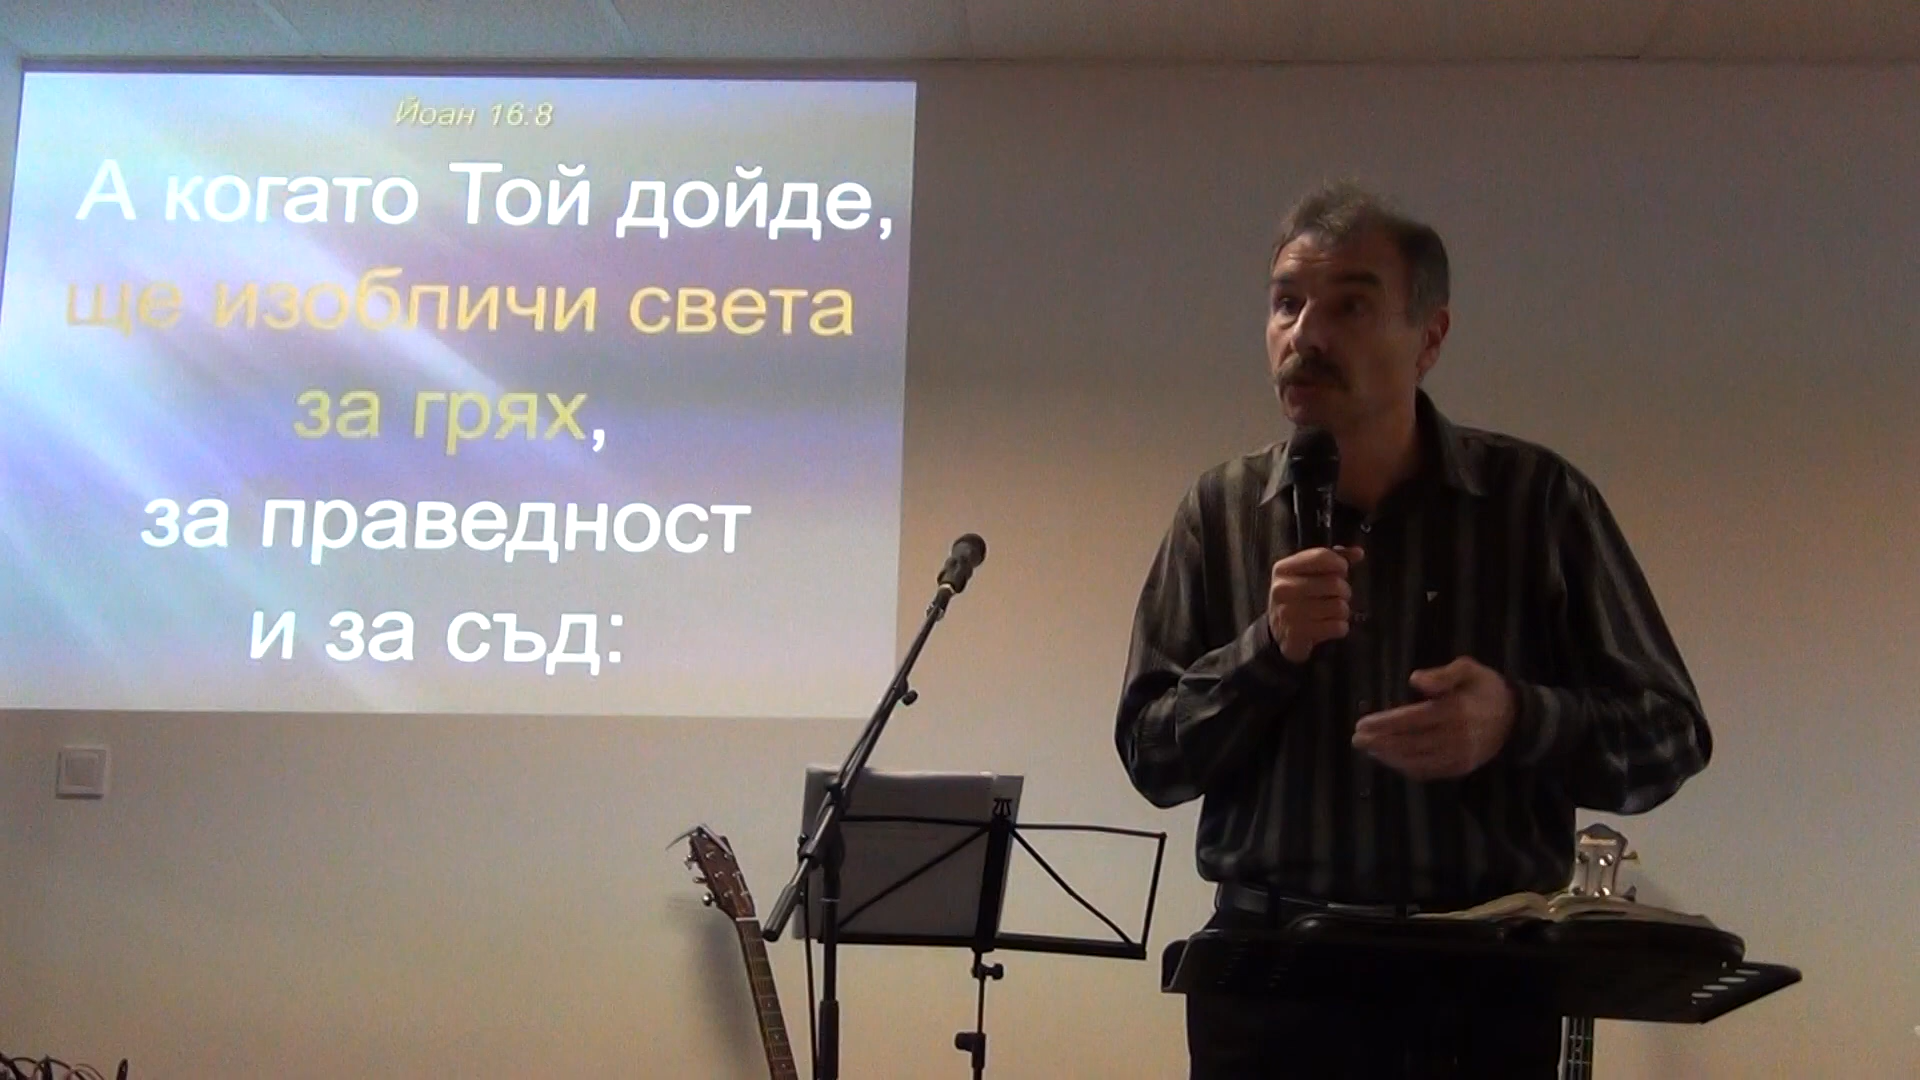 Йоан 16:8
А когато Той дойде,
ще изобличи света
за грях,
за праведност
и за съд: